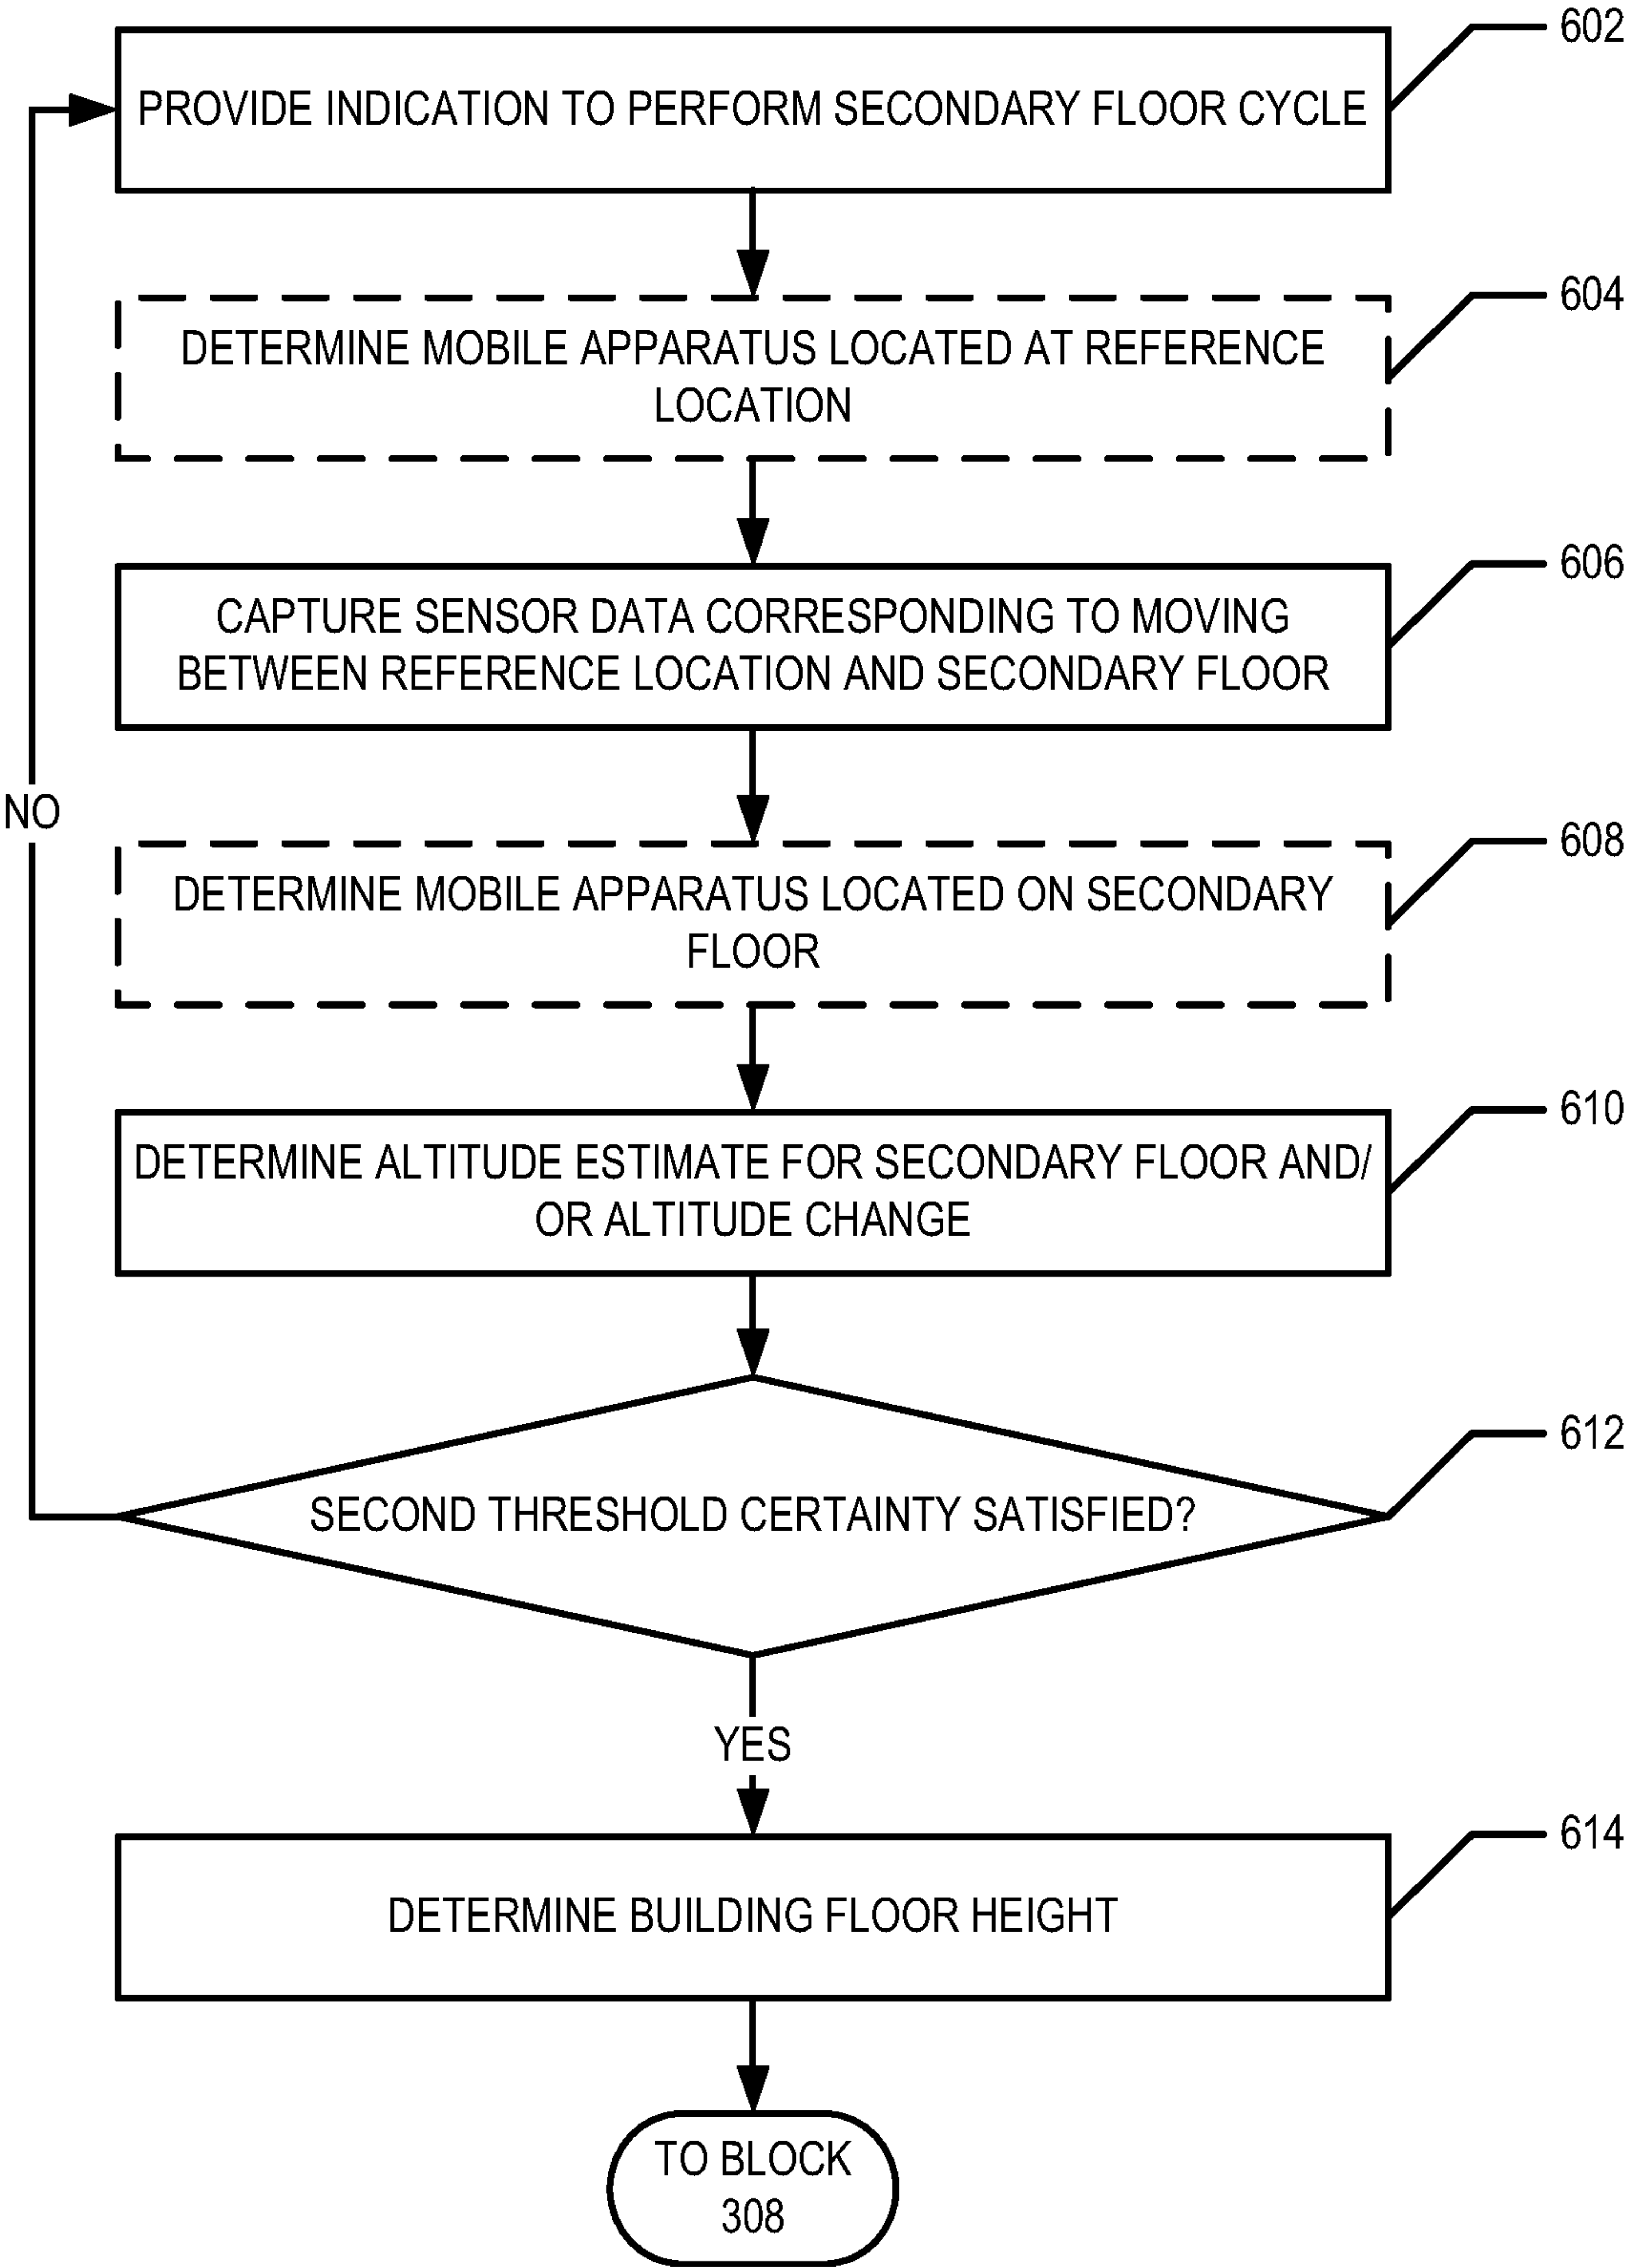 602
PROVIDE INDICATION TO PERFORM SECONDARY FLOOR CYCLE
604
DETERMINE MOBILE APPARATUS LOCATED AT REFERENCE
LOCATION
606
CAPTURE SENSOR DATA CORRESPONDING TO MOVING
BETWEEN REFERENCE LOCATION AND SECONDARY FLOOR
NO
608
DETERMINE MOBILE APPARATUS LOCATED ON SECONDARY
FLOOR
610
DETERMINE ALTITUDE ESTIMATE FOR SECONDARY FLOOR AND/
OR ALTITUDE CHANGE
612
SECOND THRESHOLD CERTAINTY SATISFIED?
YES
614
DETERMINE BUILDING FLOOR HEIGHT
TO BLOCK
308